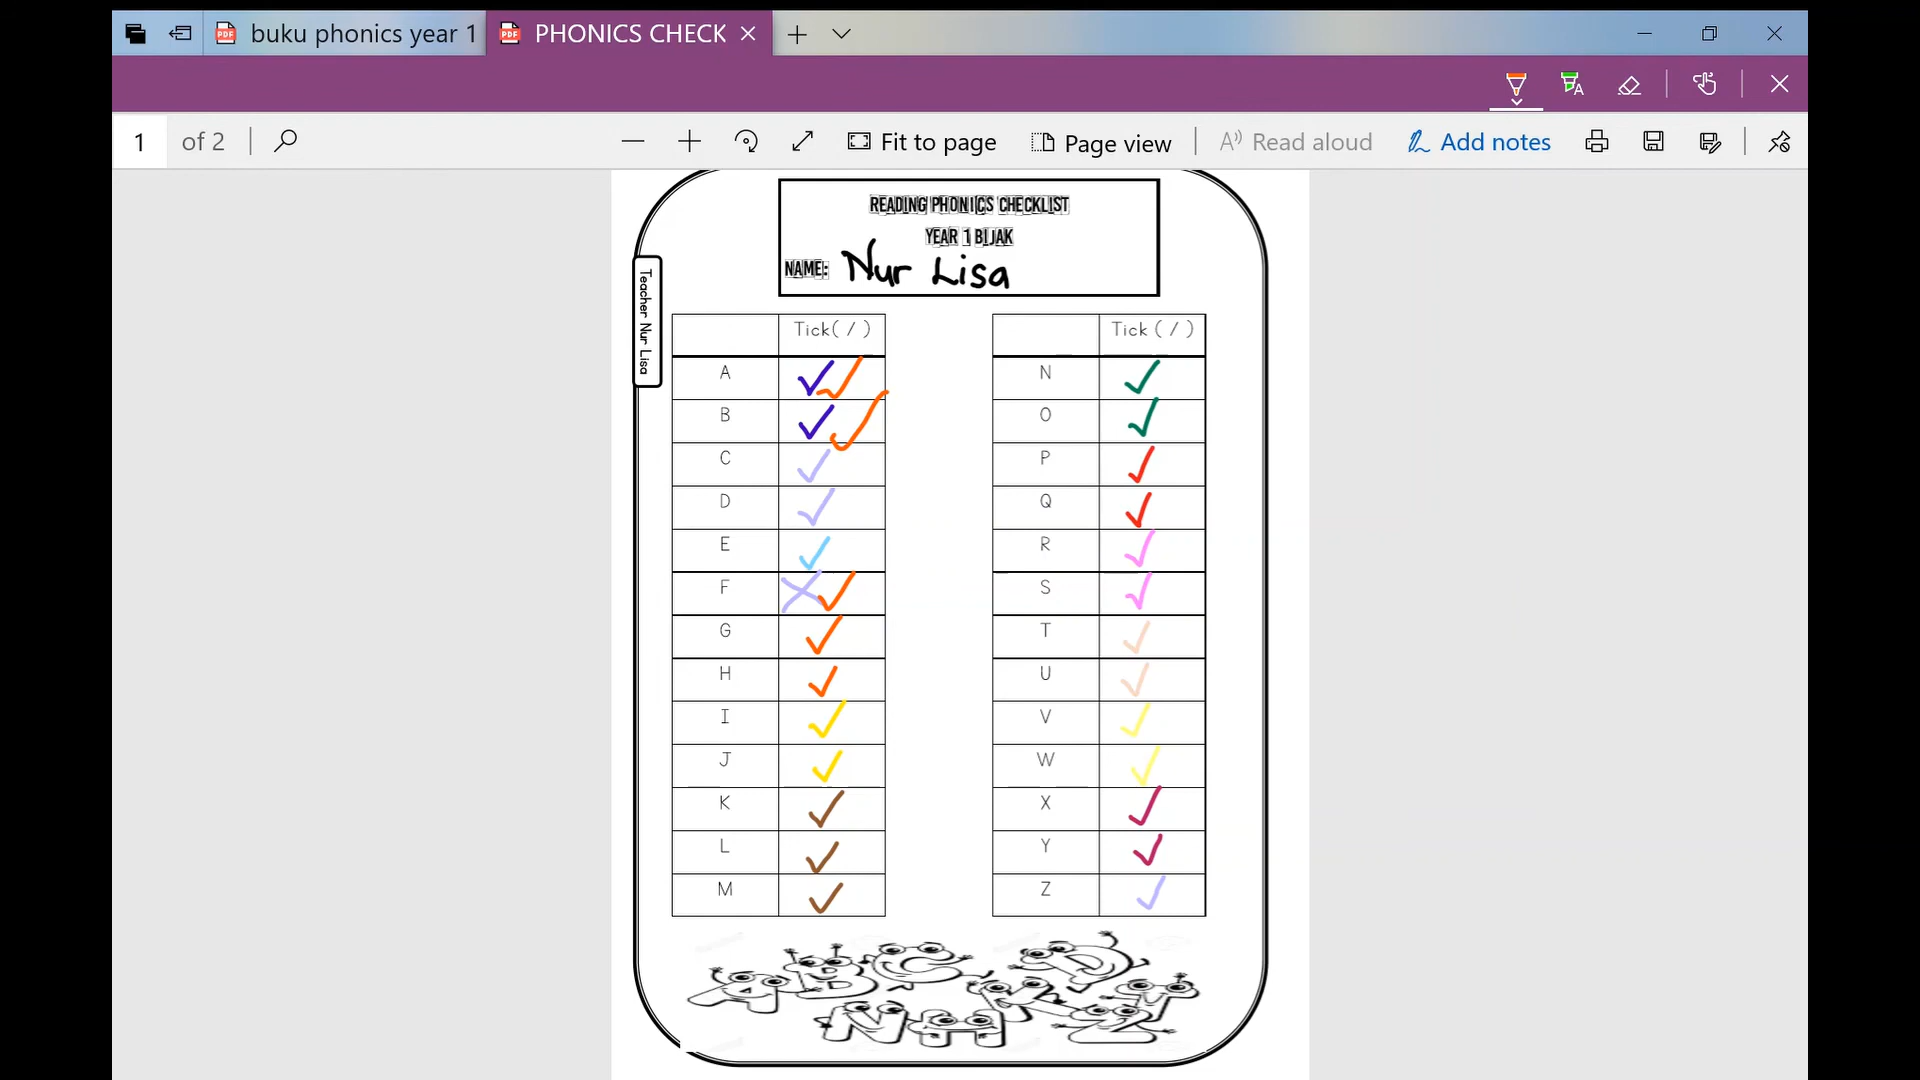 buku phonics year 1
PHONICS CHECK
1 of 2
Fit to page
Page view
Read aloud
Add notes
READING PHONICS CHECKLIST
YEAR 1 BIJAK
NAME: Nur Lisa
Teacher Nur Lisa
Tick( / )
A
B
C
D
E
F
G
H
I
J
K
L
M
Tick ( / )
N
O
P
Q
R
S
T
U
V
W
X
Y
Z
A B C D
N H K Z Y